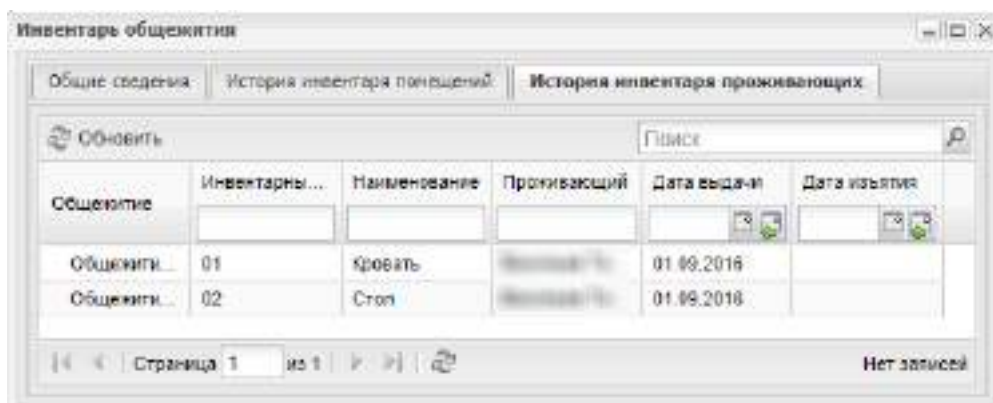 Инвентарь общежития
Общие сведения История инвентаря помещений История инвентаря проживающих
Обновить Поиск
Общежитие Инвентарны... Наименование Проживающий Дата выдачи Дата изъятия
Общежити... 01 Кровать 01.09.2016
Общежити... 02 Стол 01.09.2016
Страница 1 из 1 Нет записей